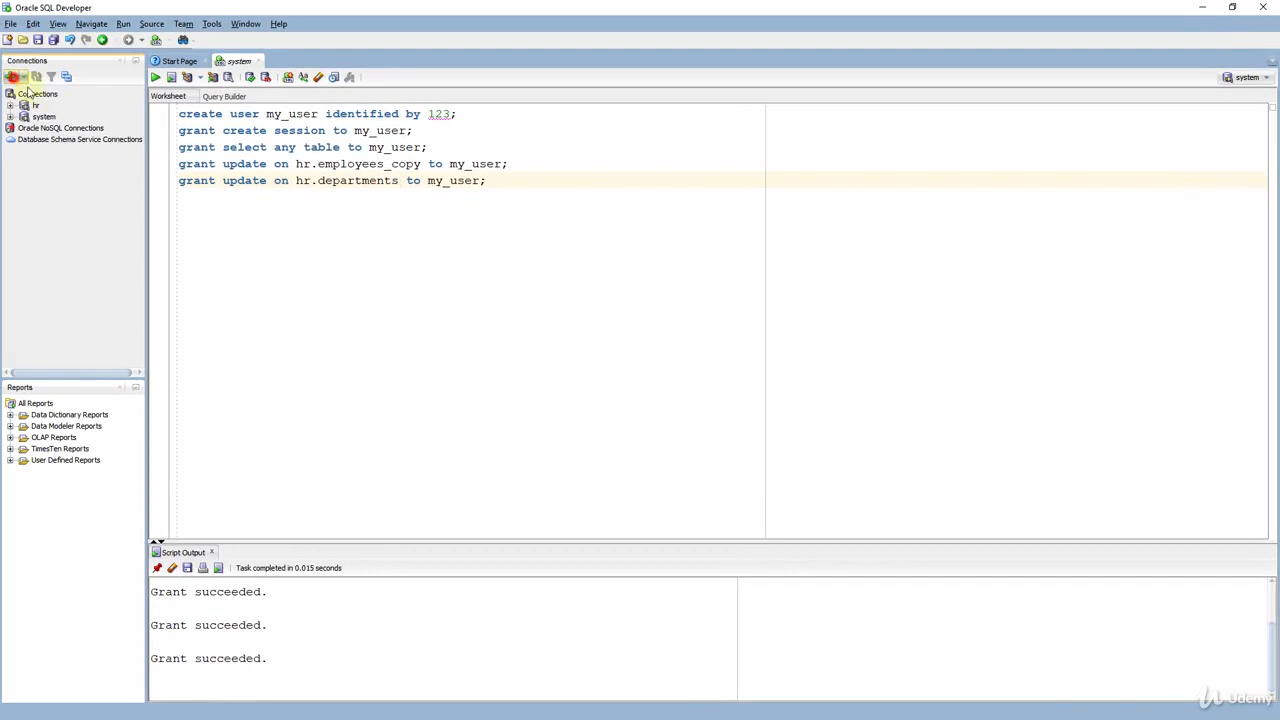 Oracle SQL Developer
File Edit View Navigate Run Source Team Tools Window Help
Connections
Start Page
system
system
Worksheet Query Builder
Connections
hr
system
Oracle NoSQL Connections
Database Schema Service Connections
create user my_user identified by 123;
grant create session to my_user;
grant select any table to my_user;
grant update on hr.employees_copy to my_user;
grant update on hr.departments to my_user;
Reports
All Reports
Data Dictionary Reports
Data Modeler Reports
OLAP Reports
TimesTen Reports
User Defined Reports
Script Output
Task completed in 0.015 seconds
Grant succeeded.
Grant succeeded.
Grant succeeded.
Udemy